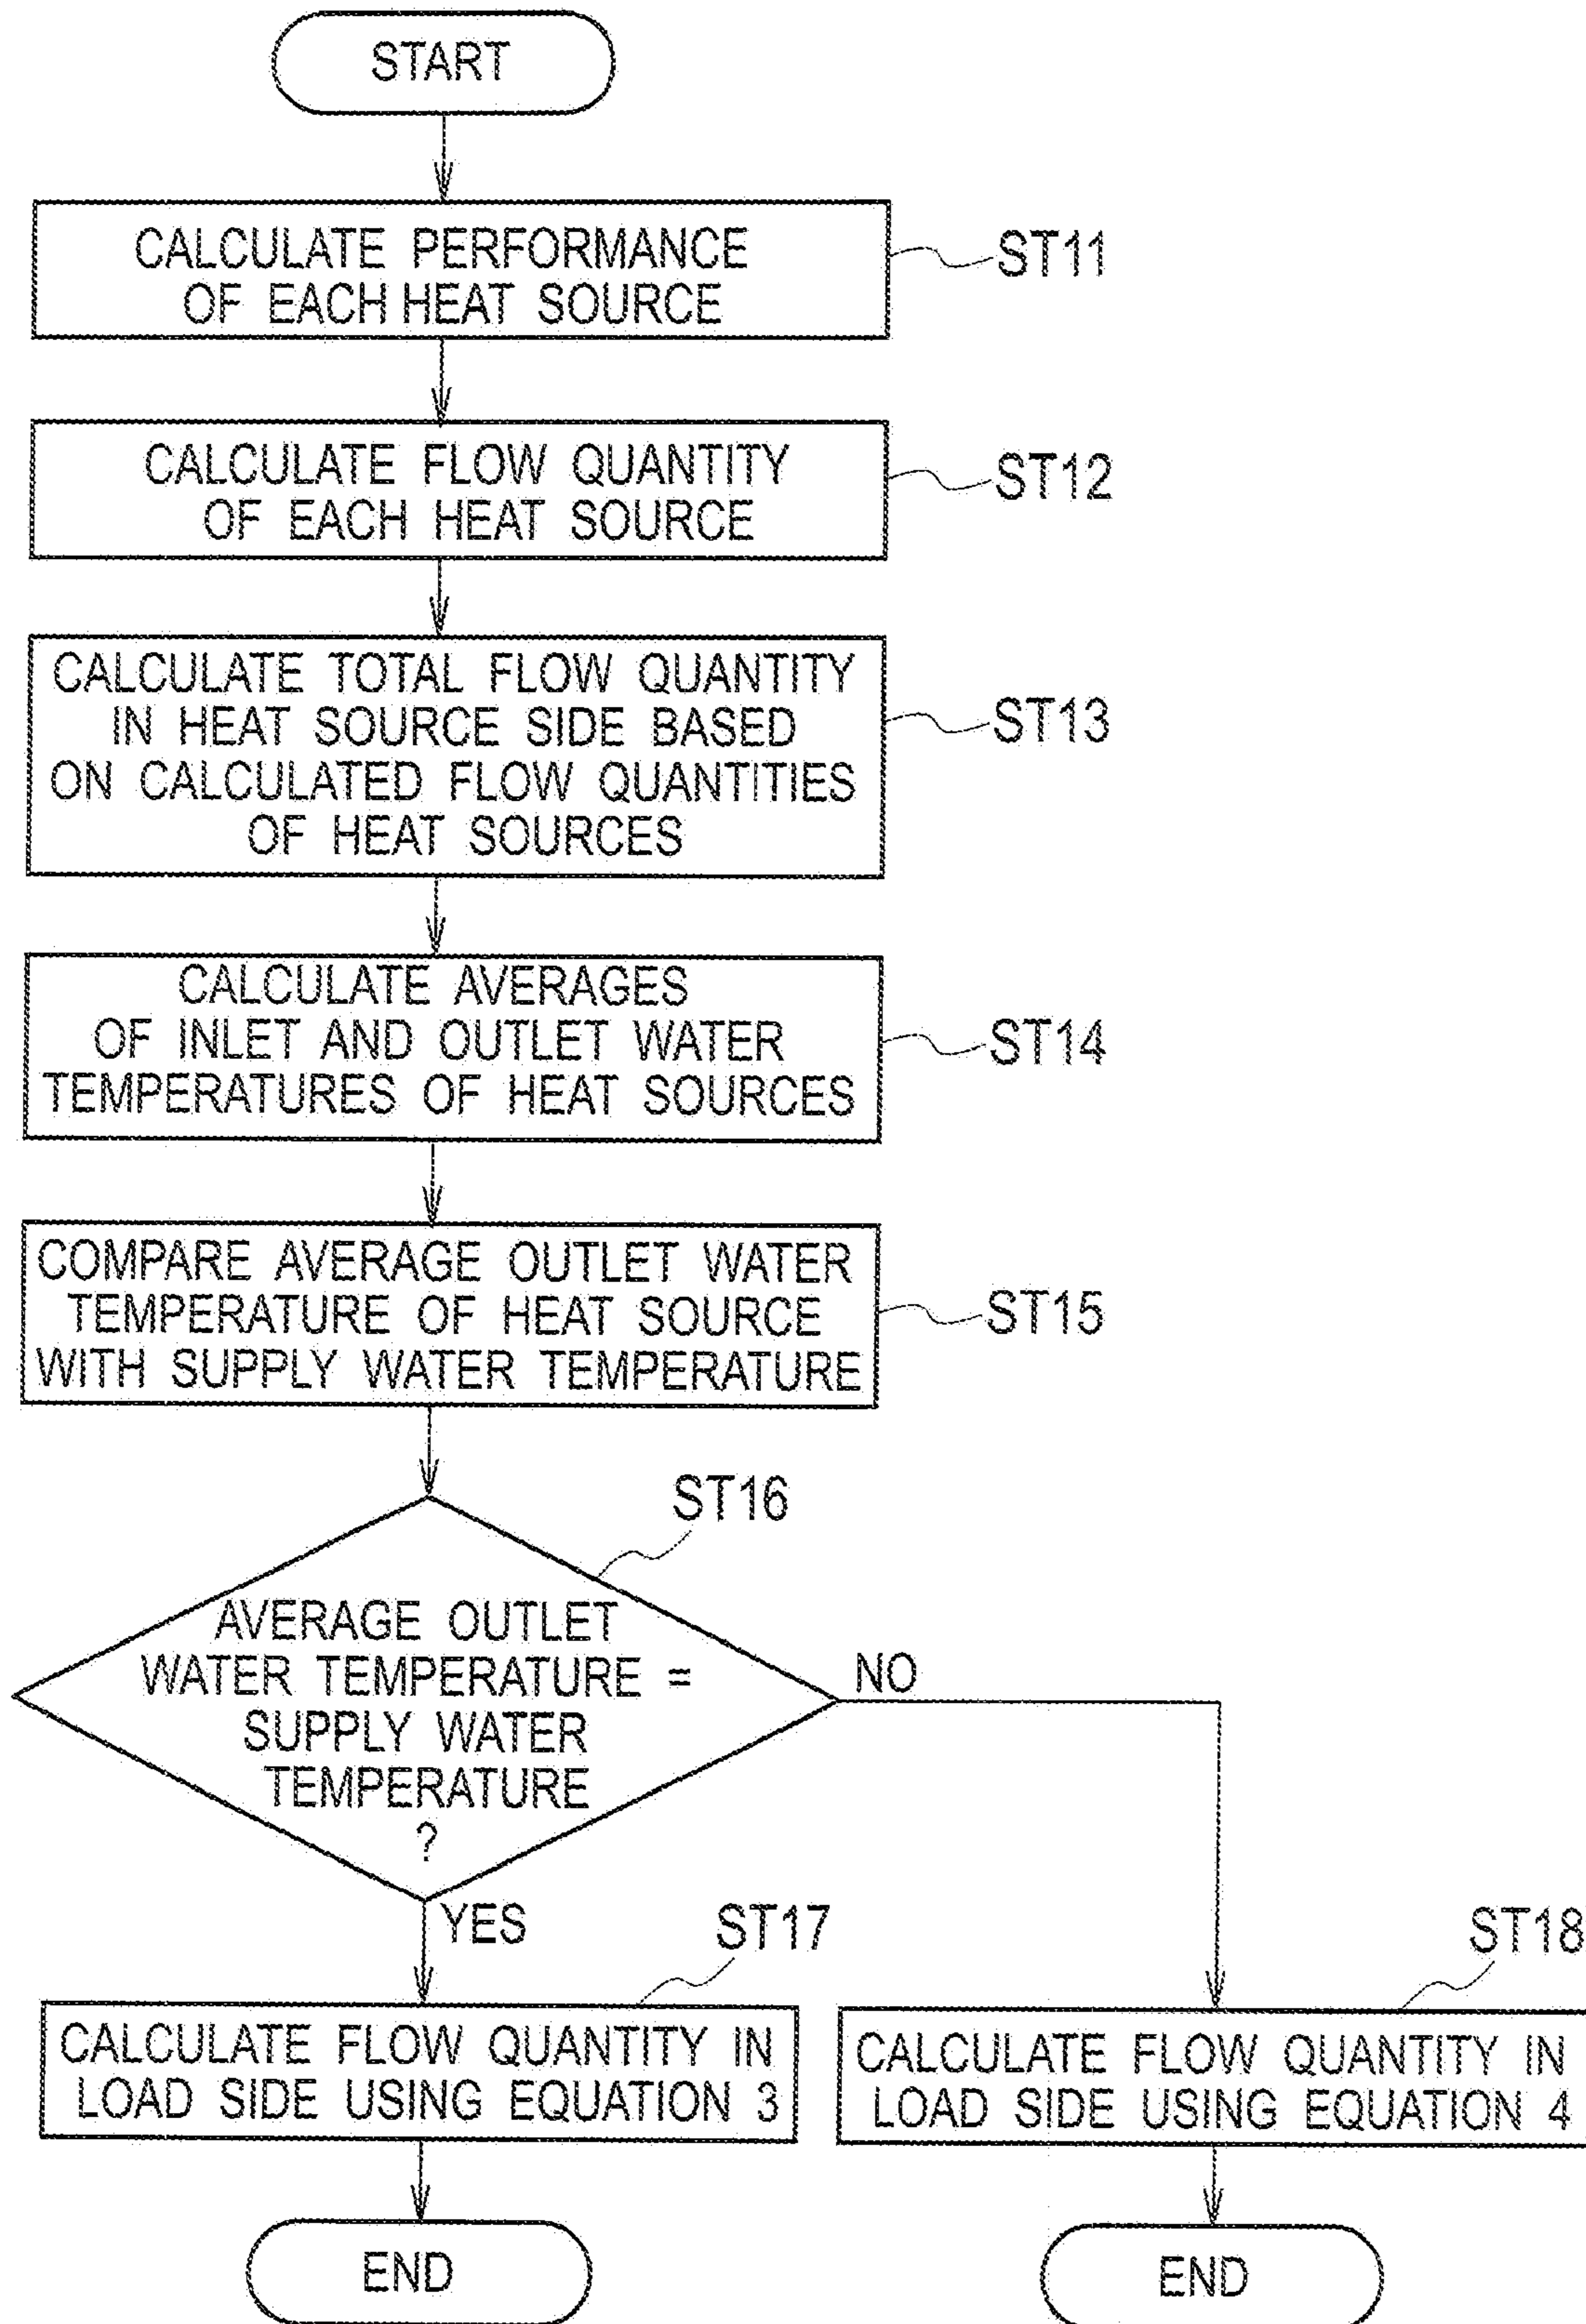 START
CALCULATE PERFORMANCE
OF EACH HEAT SOURCE
ST11
CALCULATE FLOW QUANTITY
OF EACH HEAT SOURCE
ST12
CALCULATE TOTAL FLOW QUANTITY
IN HEAT SOURCE SIDE BASED
ON CALCULATED FLOW QUANTITIES
OF HEAT SOURCES
ST13
CALCULATE AVERAGES
OF INLET AND OUTLET WATER
TEMPERATURES OF HEAT SOURCES
ST14
COMPARE AVERAGE OUTLET WATER
TEMPERATURE OF HEAT SOURCE
WITH SUPPLY WATER TEMPERATURE
ST15
ST16
AVERAGE OUTLET
WATER TEMPERATURE =
SUPPLY WATER
TEMPERATURE
?
NO
YES
ST17
CALCULATE FLOW QUANTITY IN
LOAD SIDE USING EQUATION 3
ST18
CALCULATE FLOW QUANTITY IN
LOAD SIDE USING EQUATION 4
END
END